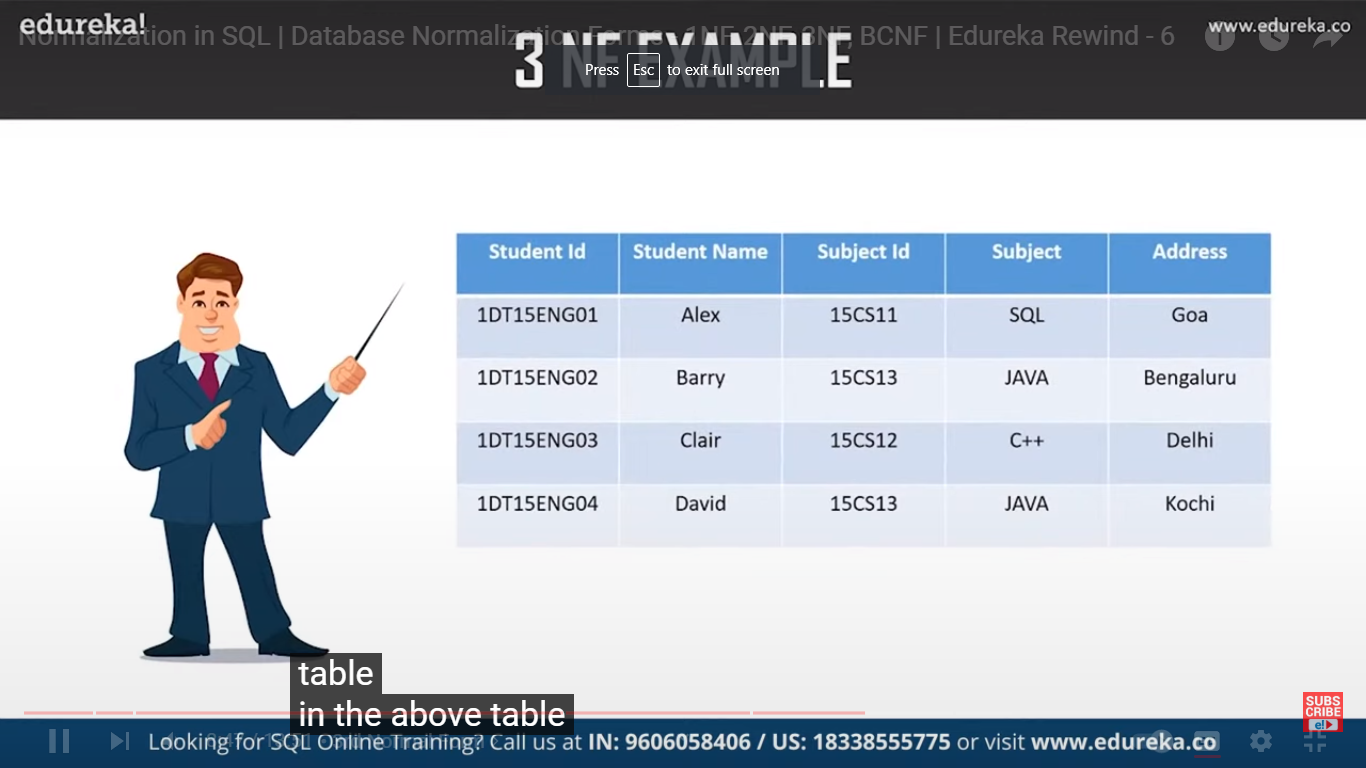 edureka!
www.edureka.co
Normalization in SQL | Database Normalization Forms - 1NF, 2NF, 3NF, BCNF | Edureka Rewind - 6
3 NF EXAMPLE
Press Esc to exit full screen
Student Id Student Name Subject Id Subject Address
1DT15ENG01 Alex 15CS11 SQL Goa
1DT15ENG02 Barry 15CS13 JAVA Bengaluru
1DT15ENG03 Clair 15CS12 C++ Delhi
1DT15ENG04 David 15CS13 JAVA Kochi
table
in the above table
SUBS
CRIBE
e!
Looking for SQL Online Training? Call us at IN: 9606058406 / US: 18338555775 or visit www.edureka.co